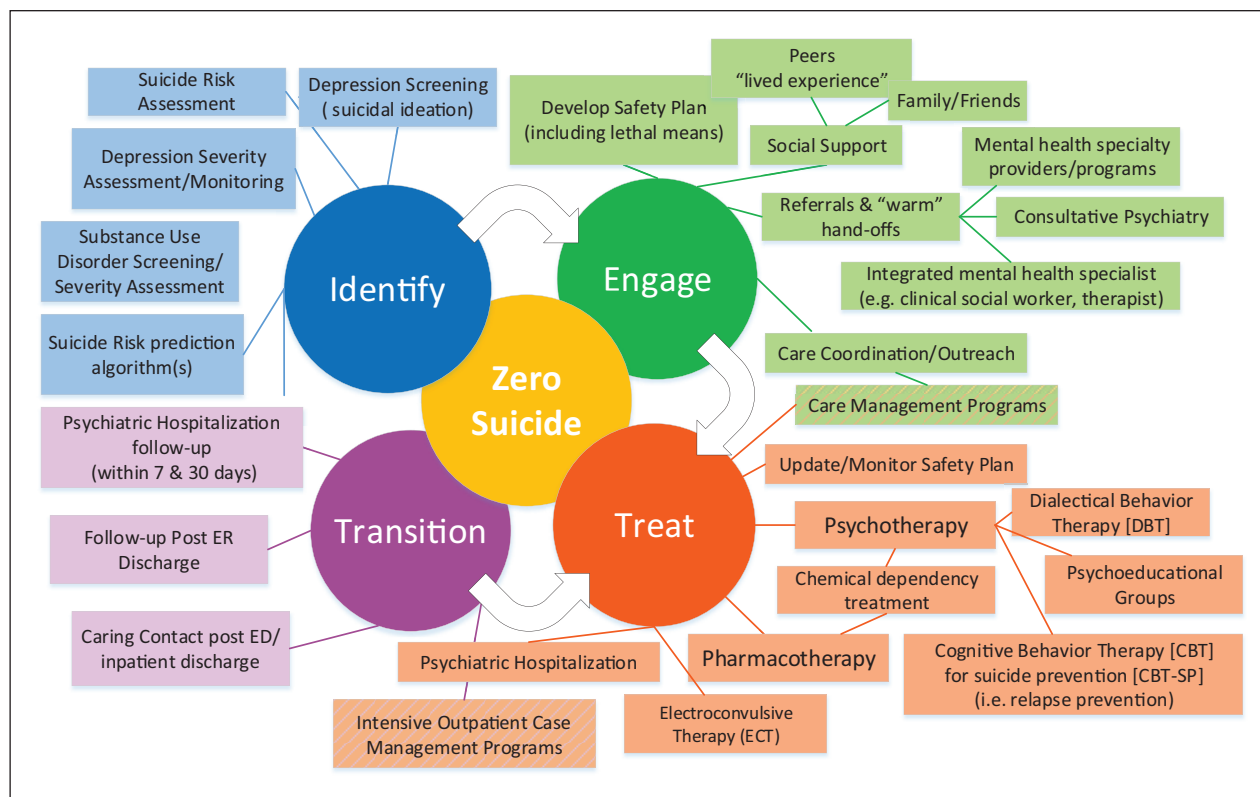 Suicide Risk
Assessment
Depression Screening
( suicidal ideation)
Depression Severity
Assessment/Monitoring
Substance Use
Disorder Screening/
Severity Assessment
Suicide Risk prediction
algorithm(s)
Identify
Peers
“lived experience”
Family/Friends
Develop Safety Plan
(including lethal means)
Social Support
Mental health specialty
providers/programs
Referrals & “warm”
hand-offs
Consultative Psychiatry
Integrated mental health specialist
(e.g. clinical social worker, therapist)
Engage
Care Coordination/Outreach
Care Management Programs
Zero
Suicide
Psychiatric Hospitalization
follow-up
(within 7 & 30 days)
Follow-up Post ER
Discharge
Caring Contact post ED/
inpatient discharge
Transition
Treat
Update/Monitor Safety Plan
Psychotherapy
Dialectical Behavior
Therapy [DBT]
Psychoeducational
Groups
Chemical dependency
treatment
Cognitive Behavior Therapy [CBT]
for suicide prevention [CBT-SP]
(i.e. relapse prevention)
Pharmacotherapy
Psychiatric Hospitalization
Electroconvulsive
Therapy (ECT)
Intensive Outpatient Case
Management Programs